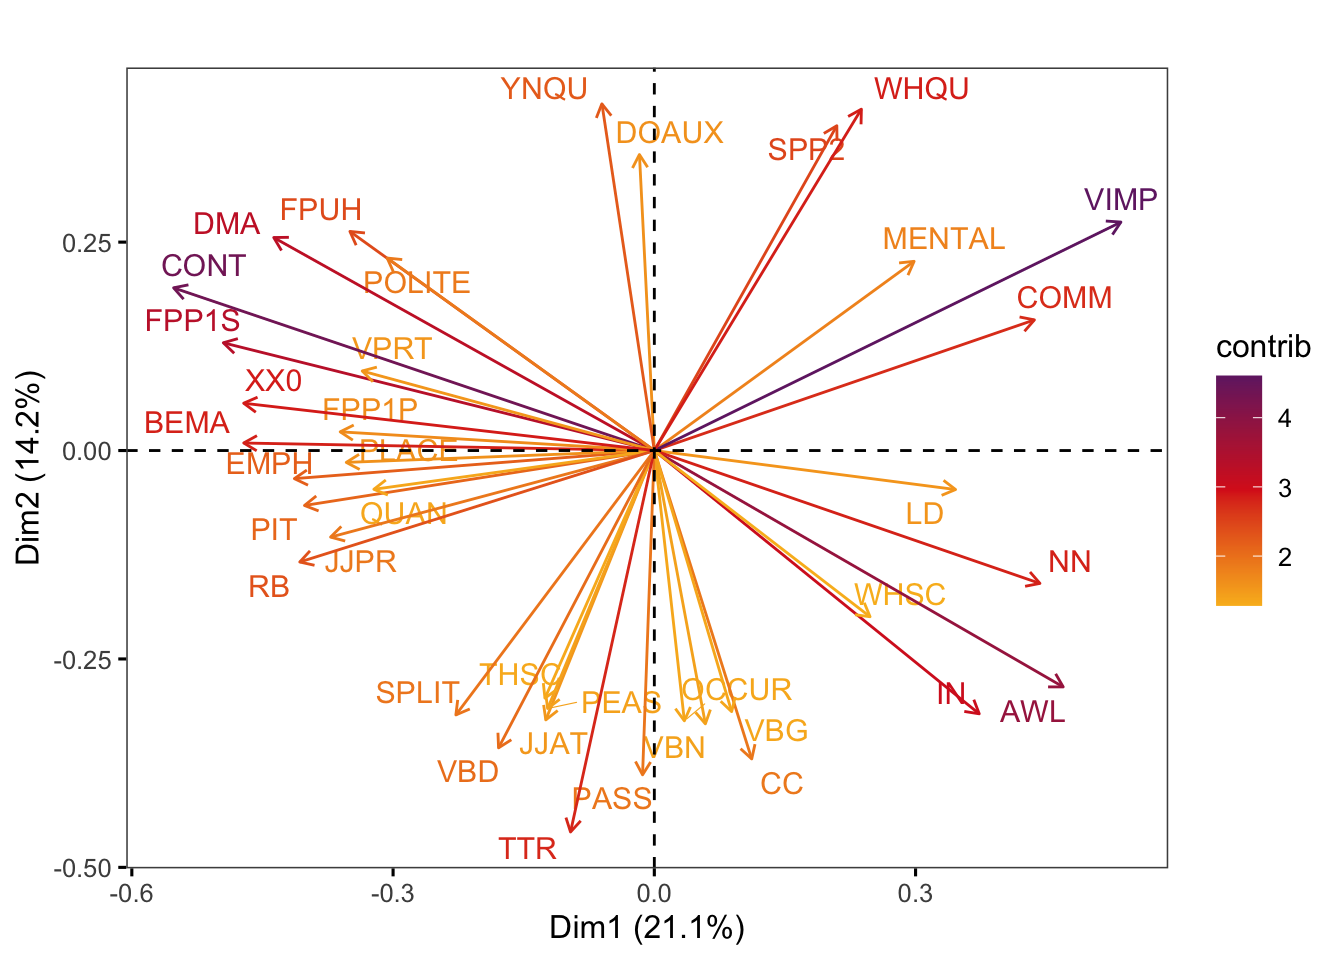 YNQU
WHQU
DOAUX
SPP2
VIMP
FPUH
DMA
MENTAL
0.25
CONT
POLITE
COMM
FPP1S
VPRT
contrib
XX0
FPP1P
BEMA
4
PLACE
0.00
EMPH
3
QUAN
LD
PIT
JJPR
NN
2
RB
WHSC
-0.25
THSC
SPLIT
PEAS
OCCUR
IN
AWL
JJAT
VBN
VBG
VBD
CC
PASS
TTR
-0.50
-0.6
-0.3
0.0
0.3
Dim1 (21.1%)
Dim2 (14.2%)